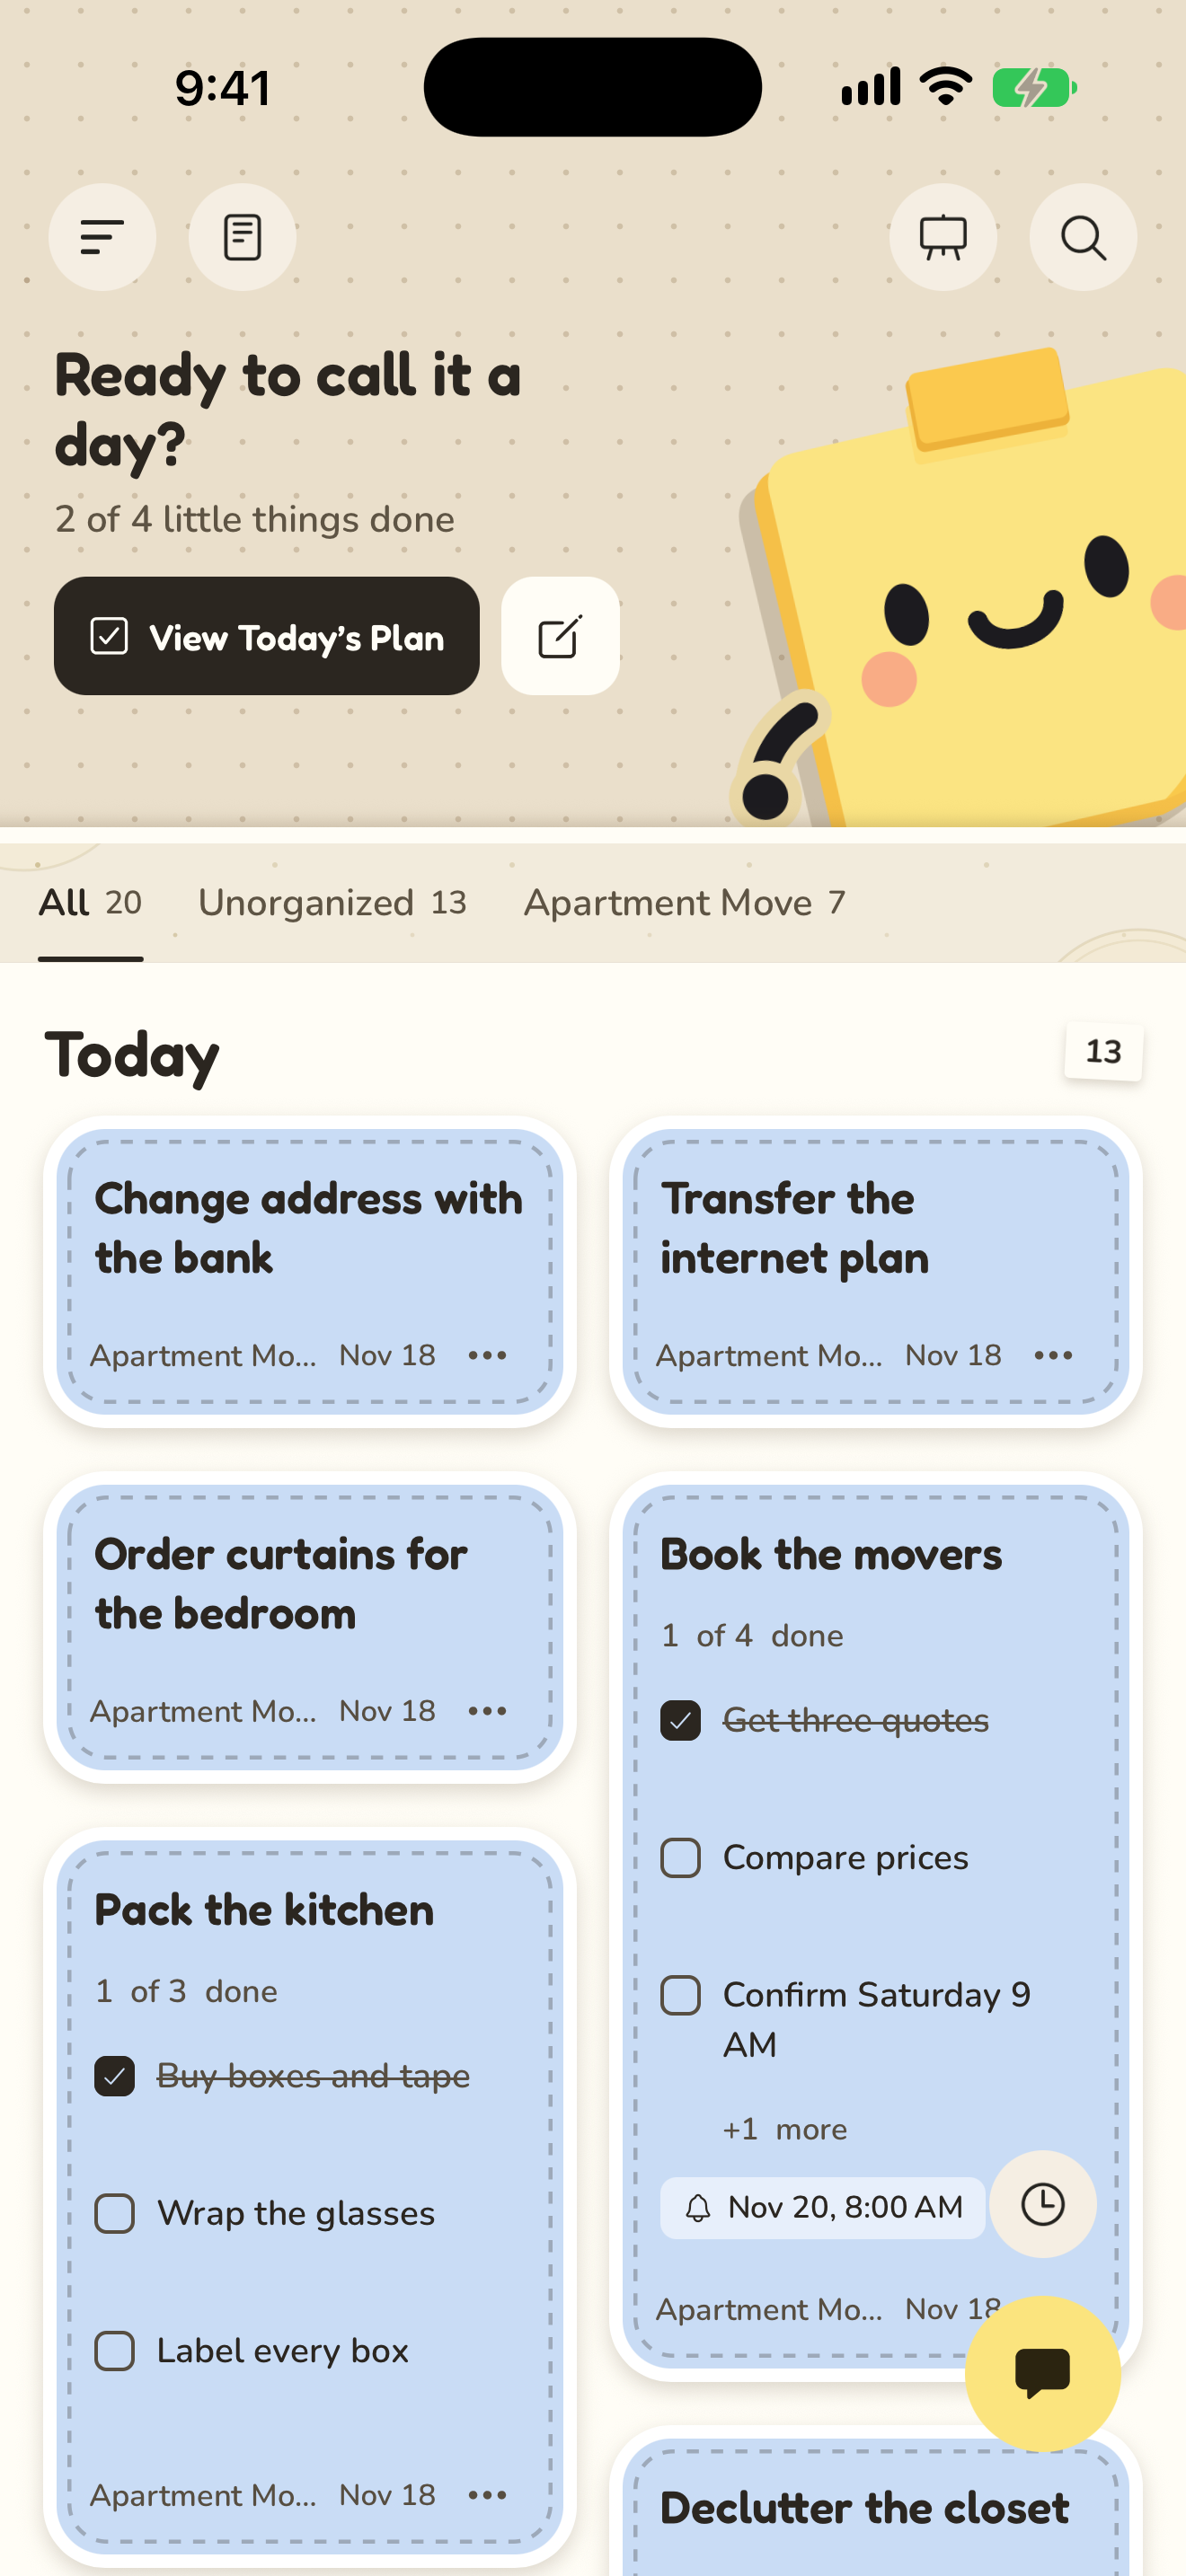 9:41
Ready to call it a
day?
2 of 4 little things done
View Today's Plan
All 20 Unorganized 13 Apartment Move 7
Today
13
Change address with
the bank
Apartment Mo... Nov 18
Transfer the
internet plan
Apartment Mo... Nov 18
Order curtains for
the bedroom
Apartment Mo... Nov 18
Book the movers
1 of 4 done
Get three quotes
Compare prices
Confirm Saturday 9
AM
+1 more
Nov 20, 8:00 AM
Apartment Mo... Nov 18
Pack the kitchen
1 of 3 done
Buy boxes and tape
Wrap the glasses
Label every box
Apartment Mo... Nov 18
Declutter the closet